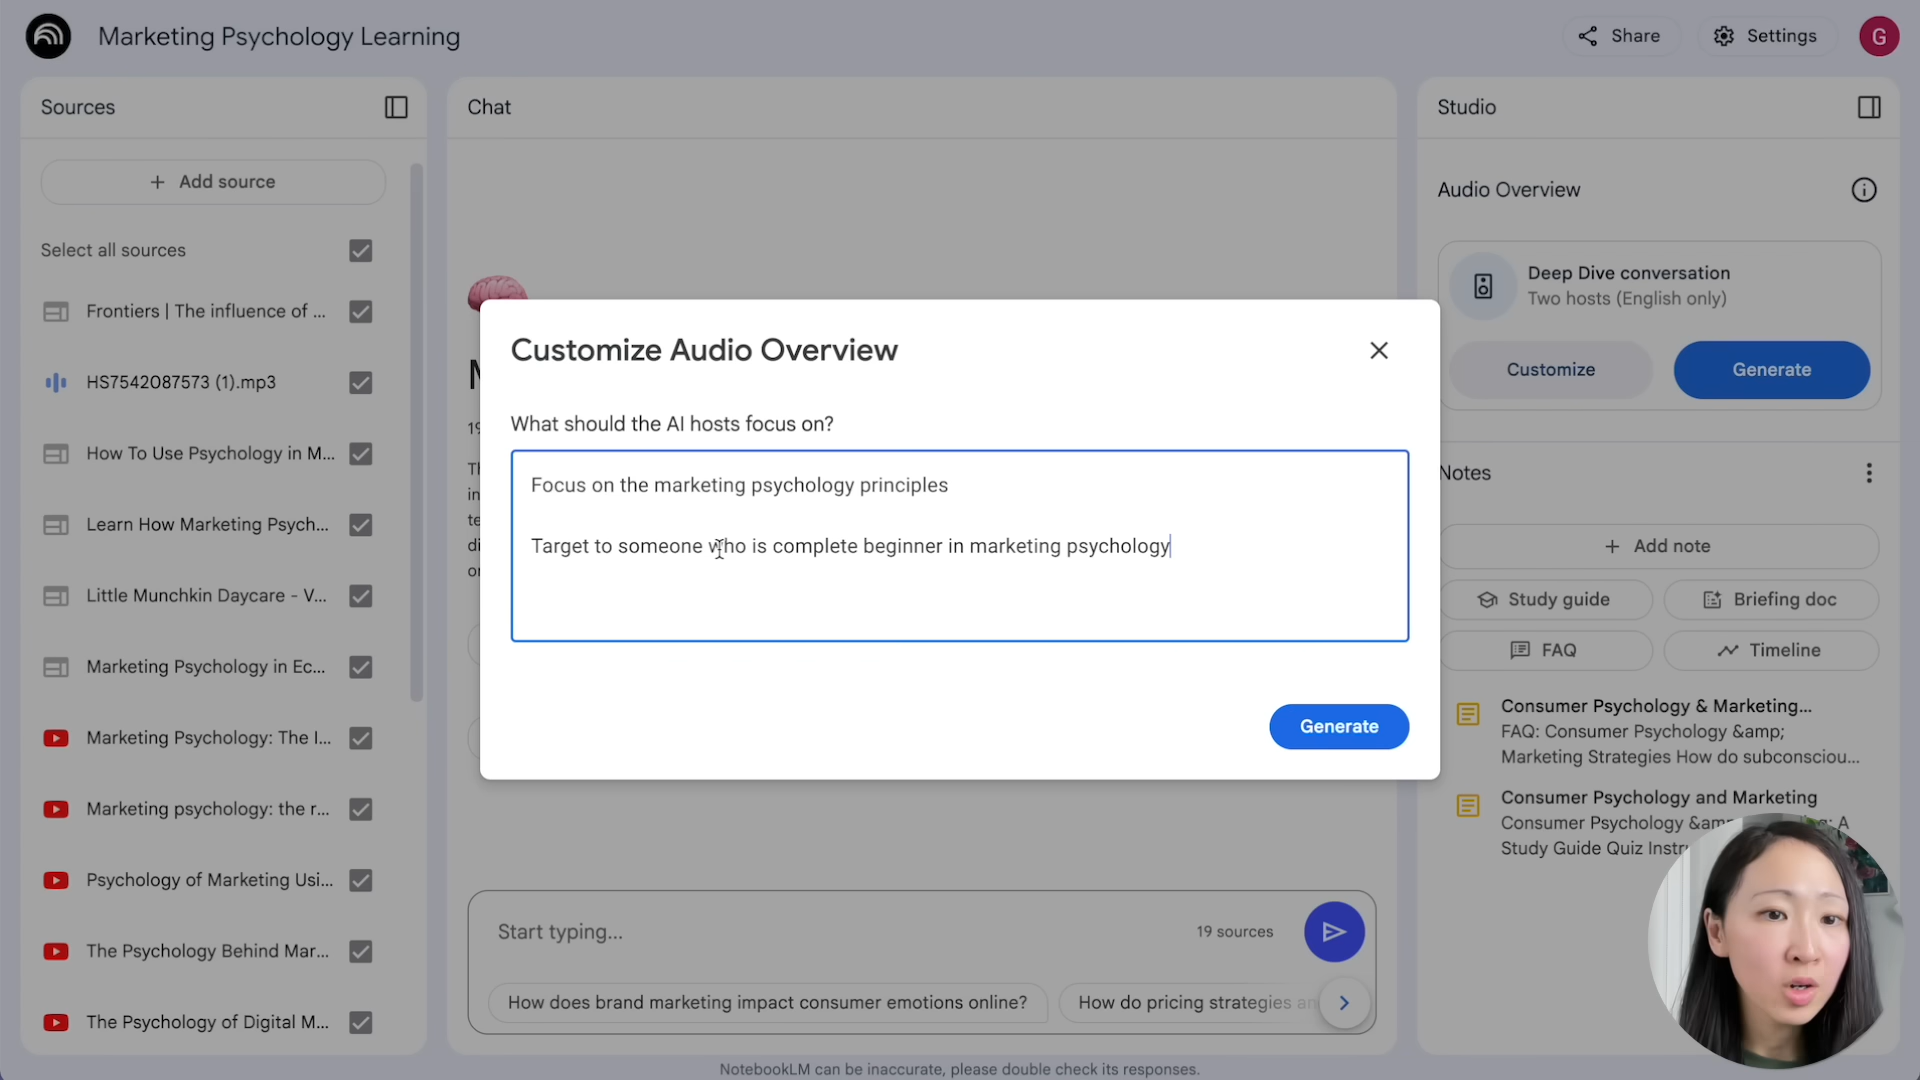 Marketing Psychology Learning
Share
Settings
G
Sources
Add source
Select all sources
Frontiers | The influence of ...
HS7542087573 (1).mp3
How To Use Psychology in M...
Learn How Marketing Psych...
Little Munchkin Daycare - V...
Marketing Psychology in Ec...
Marketing Psychology: The I...
Marketing psychology: the r...
Psychology of Marketing Usi...
The Psychology Behind Mar...
The Psychology of Digital M...
Chat
Customize Audio Overview
What should the AI hosts focus on?
Focus on the marketing psychology principles
Target to someone who is complete beginner in marketing psychology
Generate
Start typing...
19 sources
How does brand marketing impact consumer emotions online?
How do pricing strategies an
NotebookLM can be inaccurate, please double check its responses.
Studio
Audio Overview
Deep Dive conversation
Two hosts (English only)
Customize
Generate
Notes
Add note
Study guide
Briefing doc
FAQ
Timeline
Consumer Psychology & Marketing...
FAQ: Consumer Psychology &amp;
Marketing Strategies How do subconsciou...
Consumer Psychology and Marketing
Consumer Psychology &amp; A
Study Guide Quiz Instr